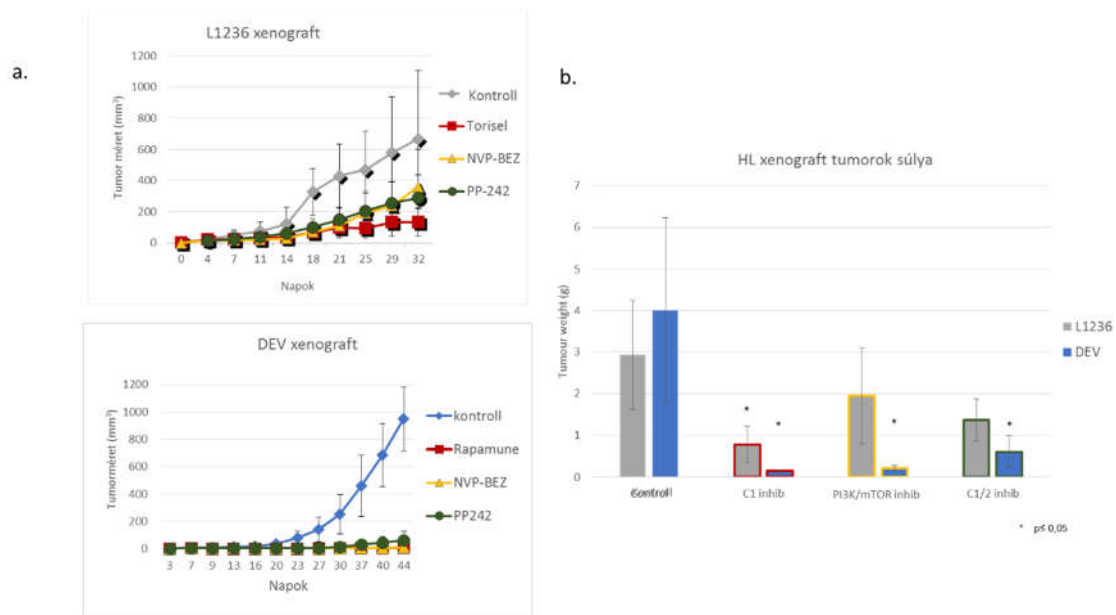 a.
L1236 xenograft
Tumor méret (mm³)
1200
1000
800
600
400
200
0
0 4 7 11 14 18 21 25 29 32
Napok
Kontroll
Torisel
NVP-BEZ
PP-242
DEV xenograft
Tumorméret (mm³)
1200
1000
800
600
400
200
0
3 7 9 13 16 20 23 27 30 37 40 44
Napok
kontroll
Rapamune
NVP-BEZ
PP242
b.
HL xenograft tumorok súlya
Tumour weight (g)
7
6
5
4
3
2
1
0
* * * *
Kontroll C1 inhib PI3K/mTOR inhib C1/2 inhib
L1236
DEV
* p≤ 0,05